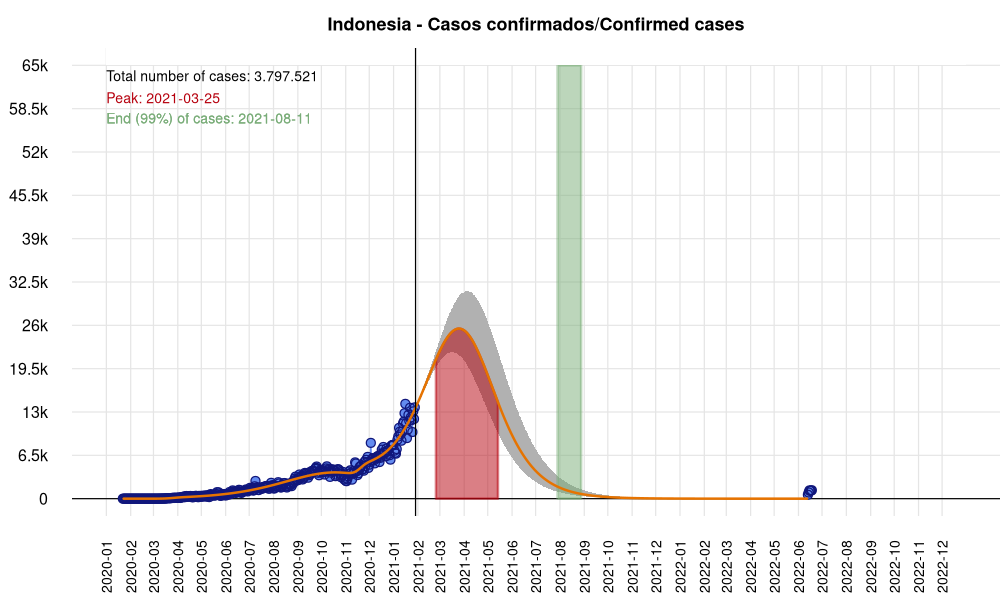 Indonesia - Casos confirmados/Confirmed cases
Total number of cases: 3.797.521
Peak: 2021-03-25
End (99%) of cases: 2021-08-11
65k
58.5k
52k
45.5k
39k
32.5k
26k
19.5k
13k
6.5k
0
2020-01
2020-02
2020-03
2020-04
2020-05
2020-06
2020-07
2020-08
2020-09
2020-10
2020-11
2020-12
2021-01
2021-02
2021-03
2021-04
2021-05
2021-06
2021-07
2021-08
2021-09
2021-10
2021-11
2021-12
2022-01
2022-02
2022-03
2022-04
2022-05
2022-06
2022-07
2022-08
2022-09
2022-10
2022-11
2022-12